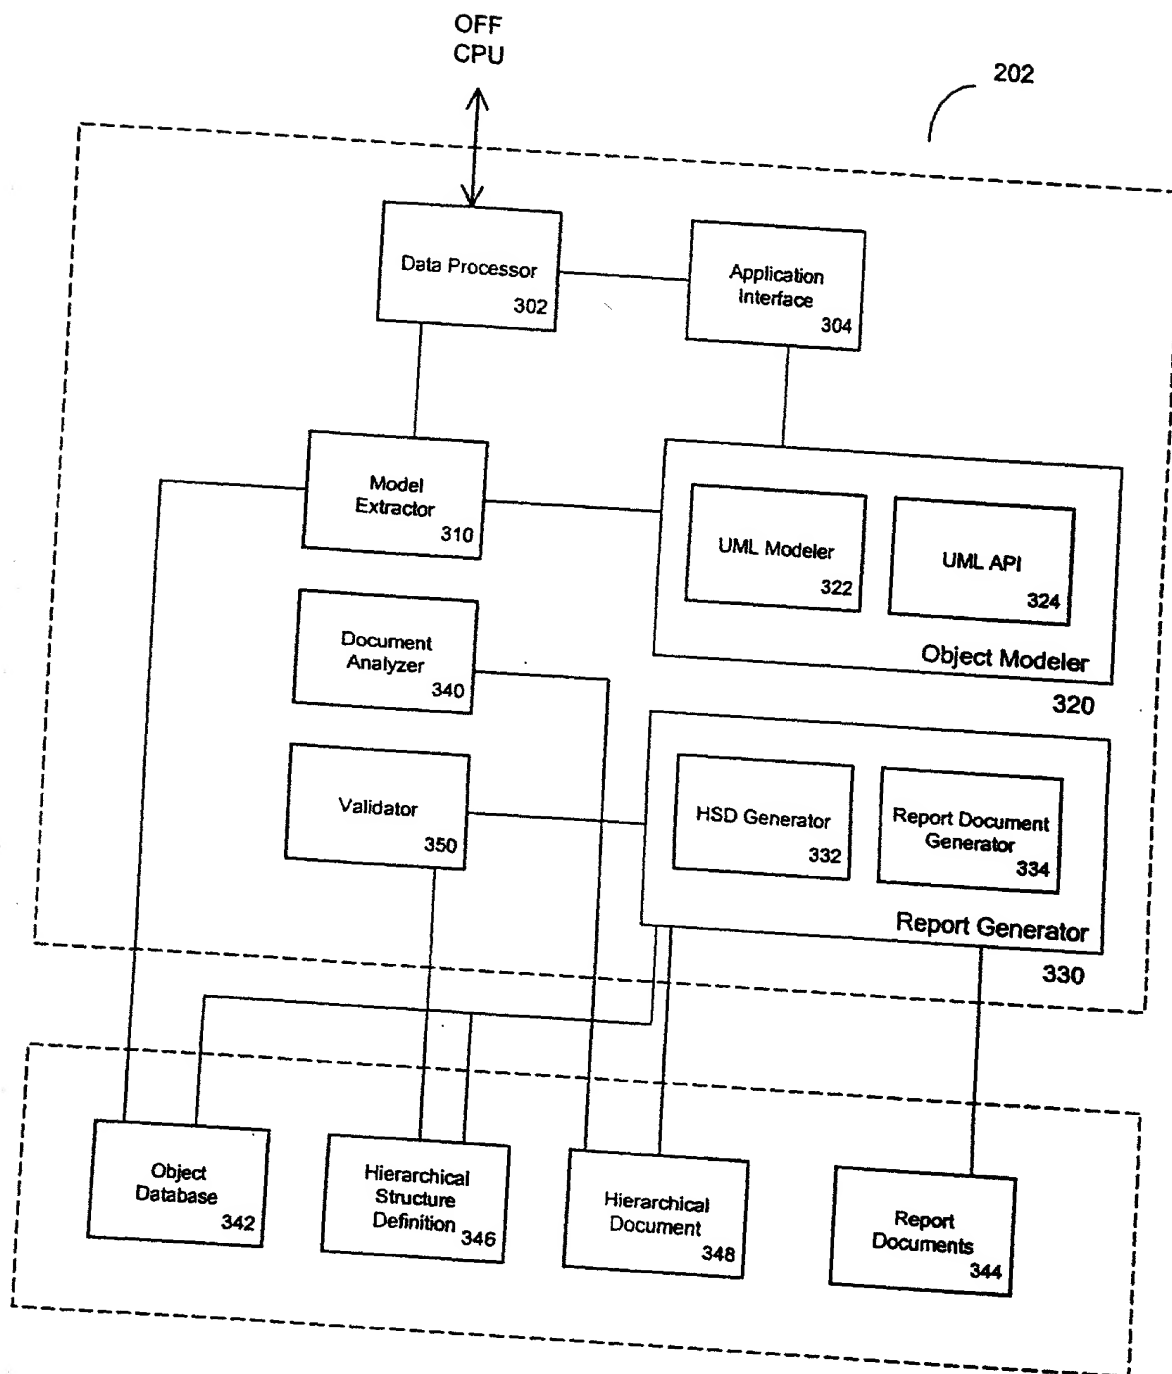 OFF
CPU
202
Data Processor
302
Application
Interface
304
Model
Extractor
310
UML Modeler
322
UML API
324
Object Modeler
320
Document
Analyzer
340
Validator
350
HSD Generator
332
Report Document
Generator
334
Report Generator
330
Object
Database
342
Hierarchical
Structure
Definition
346
Hierarchical
Document
348
Report
Documents
344